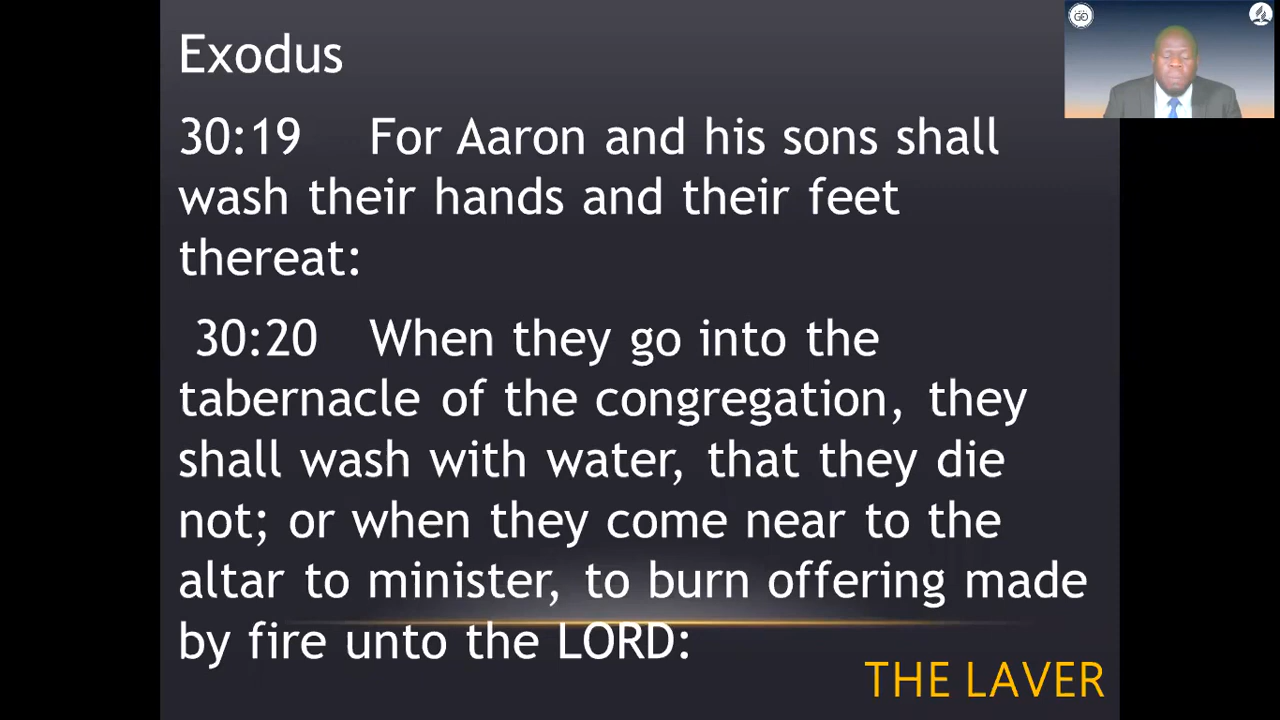 Exodus
30:19 For Aaron and his sons shall
wash their hands and their feet
thereat:
30:20 When they go into the
tabernacle of the congregation, they
shall wash with water, that they die
not; or when they come near to the
altar to minister, to burn offering made
by fire unto the LORD:
THE LAVER